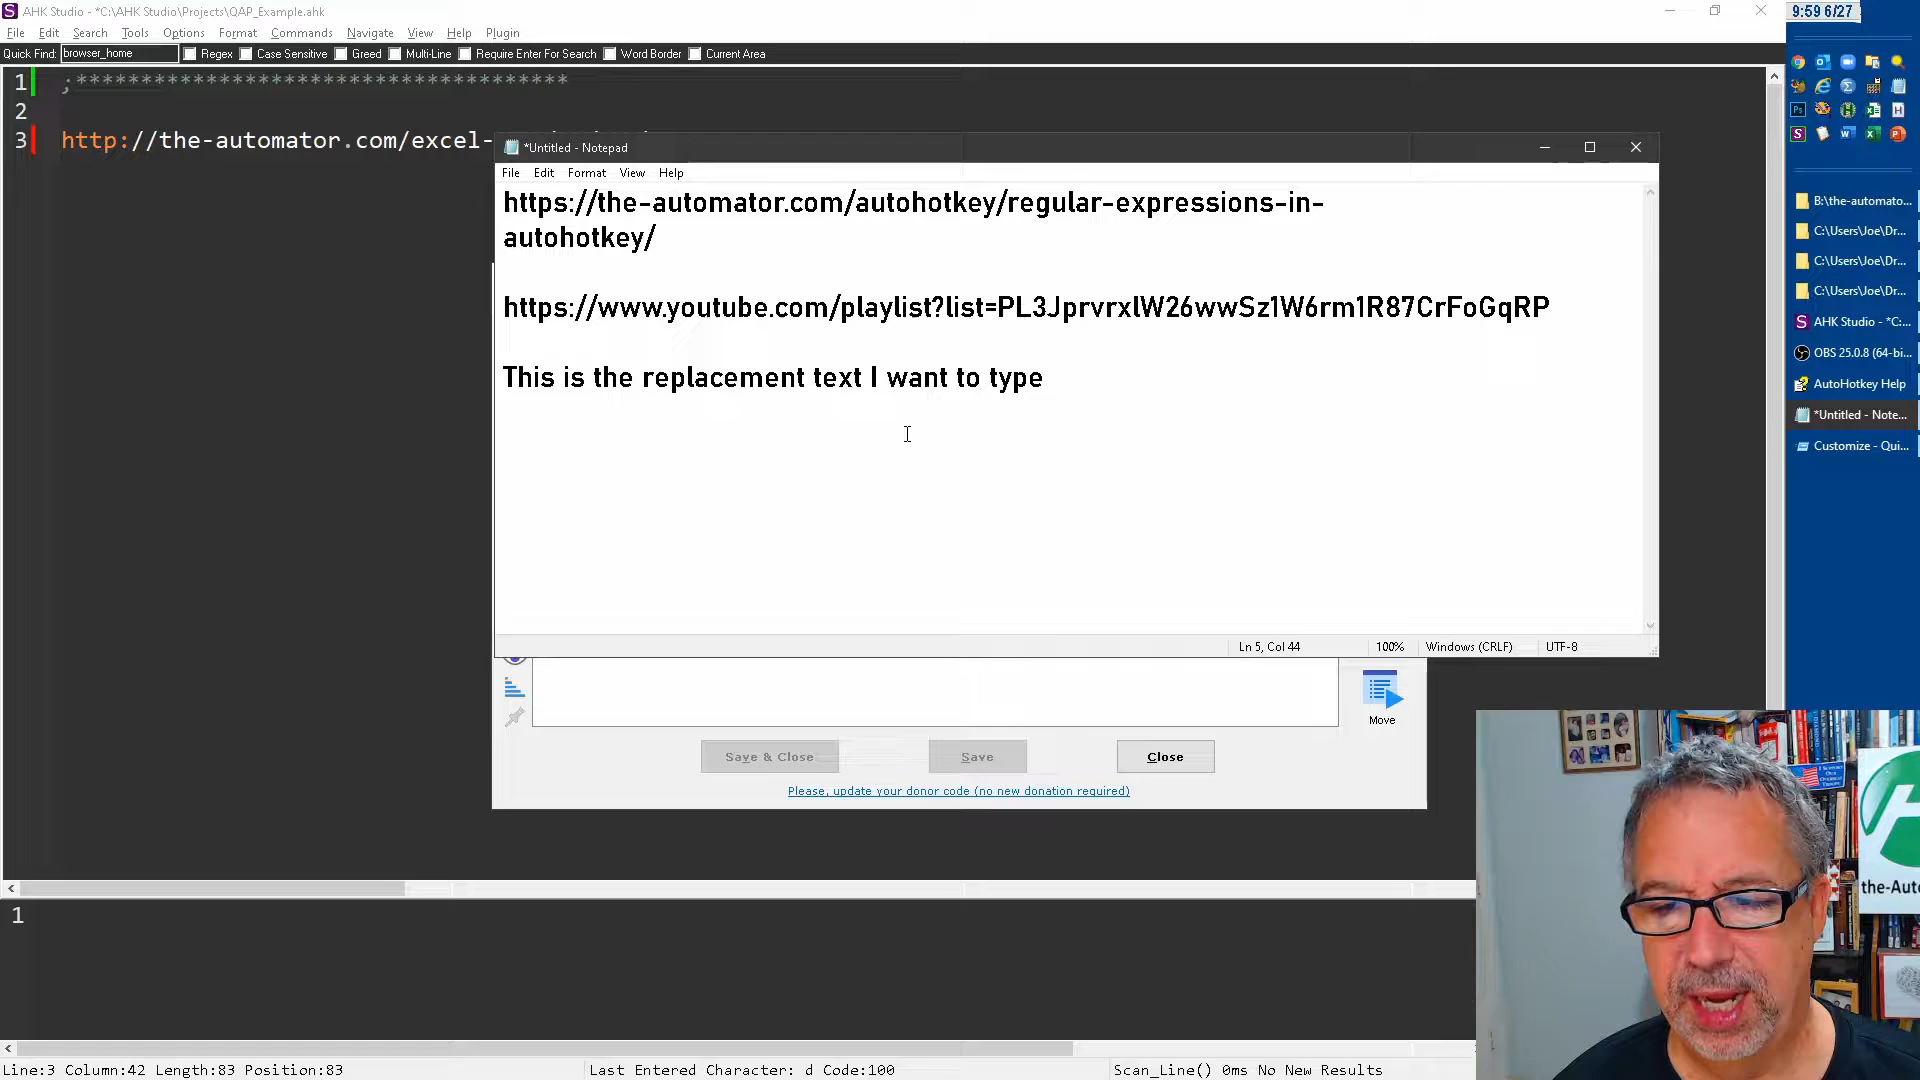 AHK Studio - *C:\AHK Studio\Projects\QAP_Example.ahk
9:59 6/27
File Edit Search Tools Options Format Commands Navigate View Help Plugin
Quick Find: browser_home Regex Case Sensitive Greed Multi-Line Require Enter For Search Word Border Current Area
1 ;**************************************
2
3 http://the-automator.com/excel-
*Untitled - Notepad
File Edit Format View Help
https://the-automator.com/autohotkey/regular-expressions-in-
autohotkey/
https://www.youtube.com/playlist?list=PL3JprvrxlW26wwSz1W6rm1R87CrFoGqRP
This is the replacement text I want to type
Ln 5, Col 44 100% Windows (CRLF) UTF-8
B:\the-automato...
C:\Users\Joe\Dr...
C:\Users\Joe\Dr...
C:\Users\Joe\Dr...
AHK Studio - *C:...
OBS 25.0.8 (64-bi...
AutoHotkey Help
*Untitled - Note...
Customize - Qui...
Move
Save & Close Save Close
Please, update your donor code (no new donation required)
the-Auto
1
Line:3 Column:42 Length:83 Position:83 Last Entered Character: d Code:100 Scan_Line() 0ms No New Results